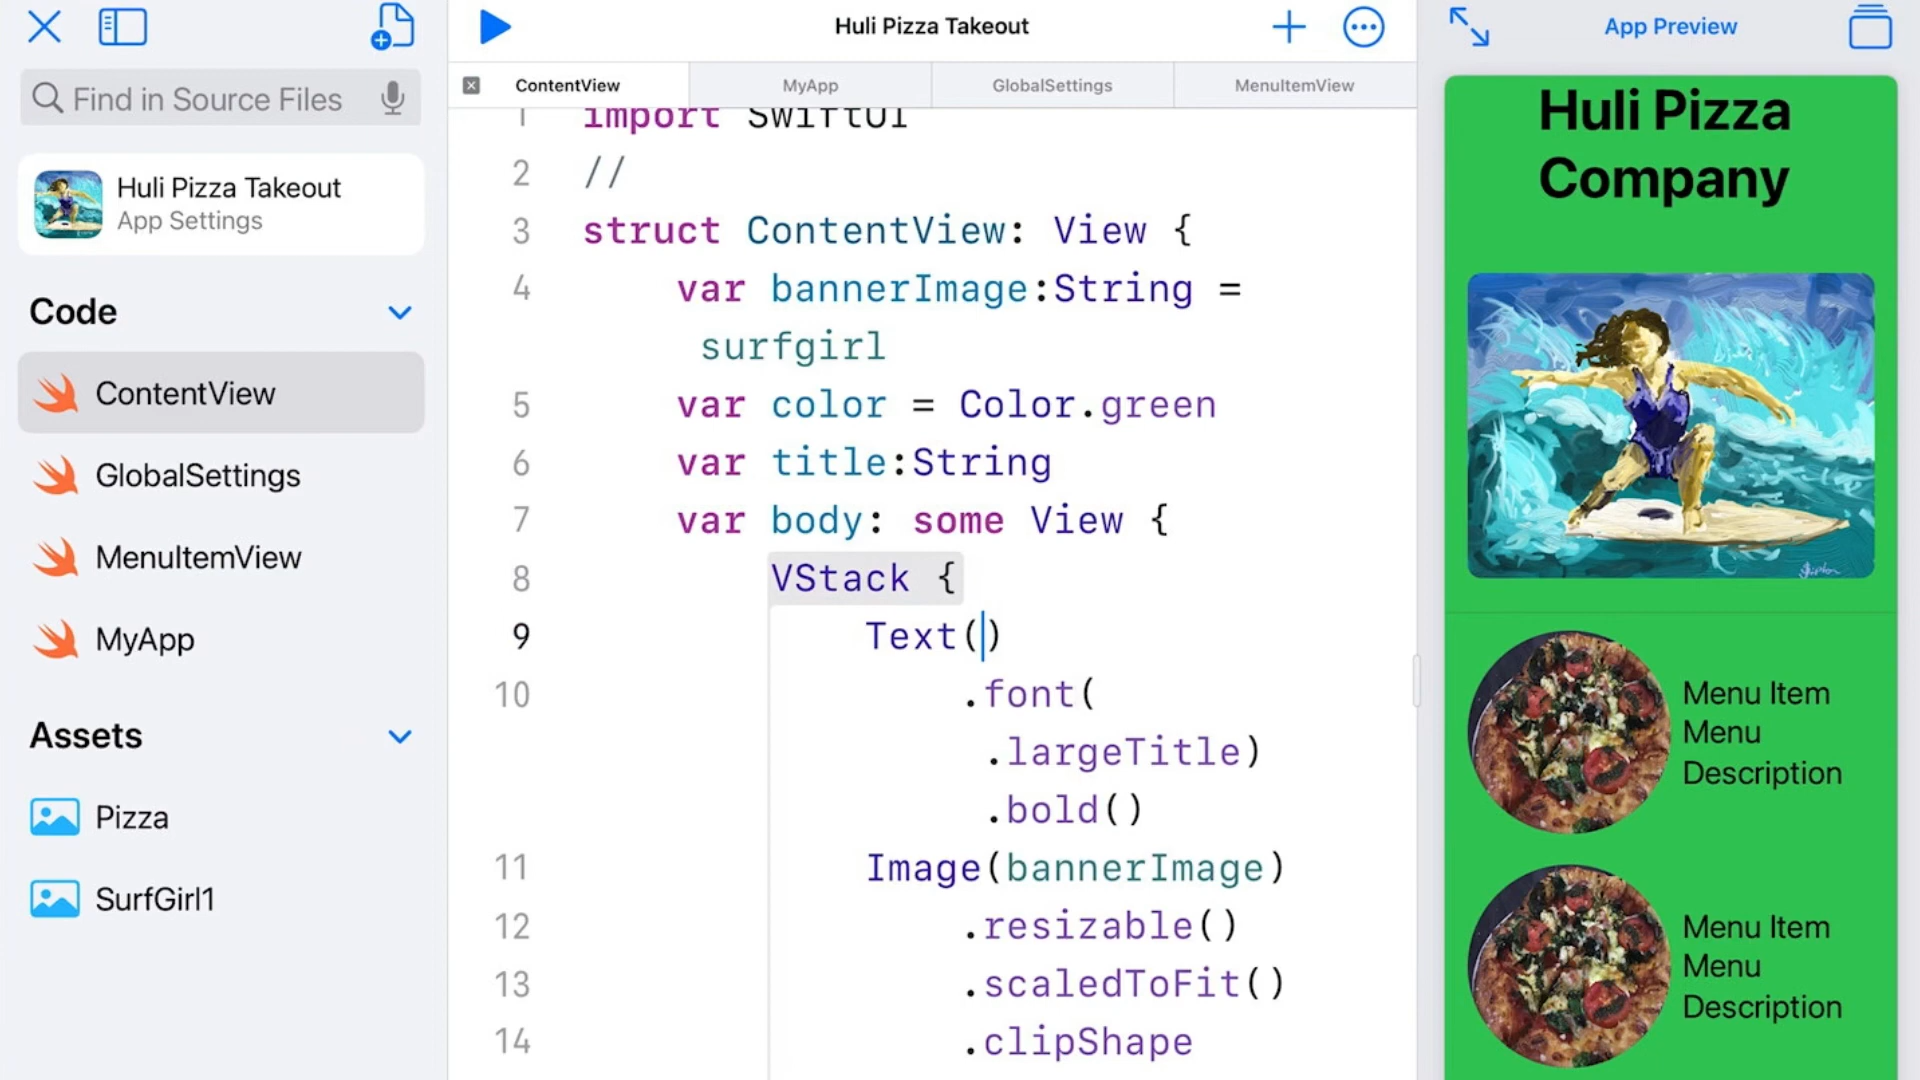 Huli Pizza Takeout
App Preview
Find in Source Files
ContentView
MyApp
GlobalSettings
MenuItemView
Huli Pizza Takeout
App Settings
Code
ContentView
GlobalSettings
MenuItemView
MyApp
Assets
Pizza
SurfGirl1
1 import SwiftUI
2 //
3 struct ContentView: View {
4 var bannerImage:String =
surfgirl
5 var color = Color.green
6 var title:String
7 var body: some View {
8 VStack {
9 Text()
10 .font(
.largeTitle)
.bold()
11 Image(bannerImage)
12 .resizable()
13 .scaledToFit()
14 .clipShape
Huli Pizza
Company
Menu Item
Menu
Description
Menu Item
Menu
Description